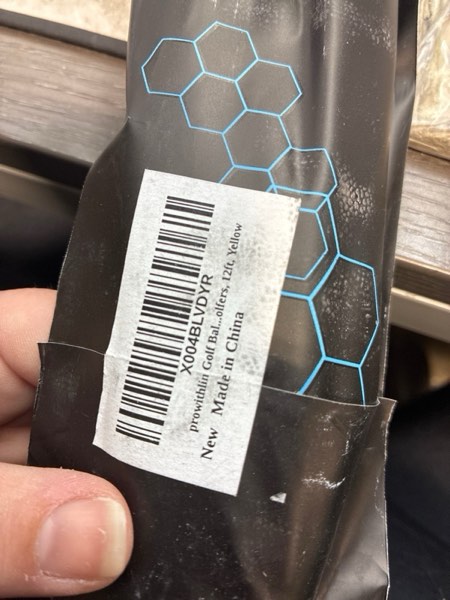 X004BLVDYR
prowithlin Golf Bal...olfers, 12ft, Yellow
New Made in China